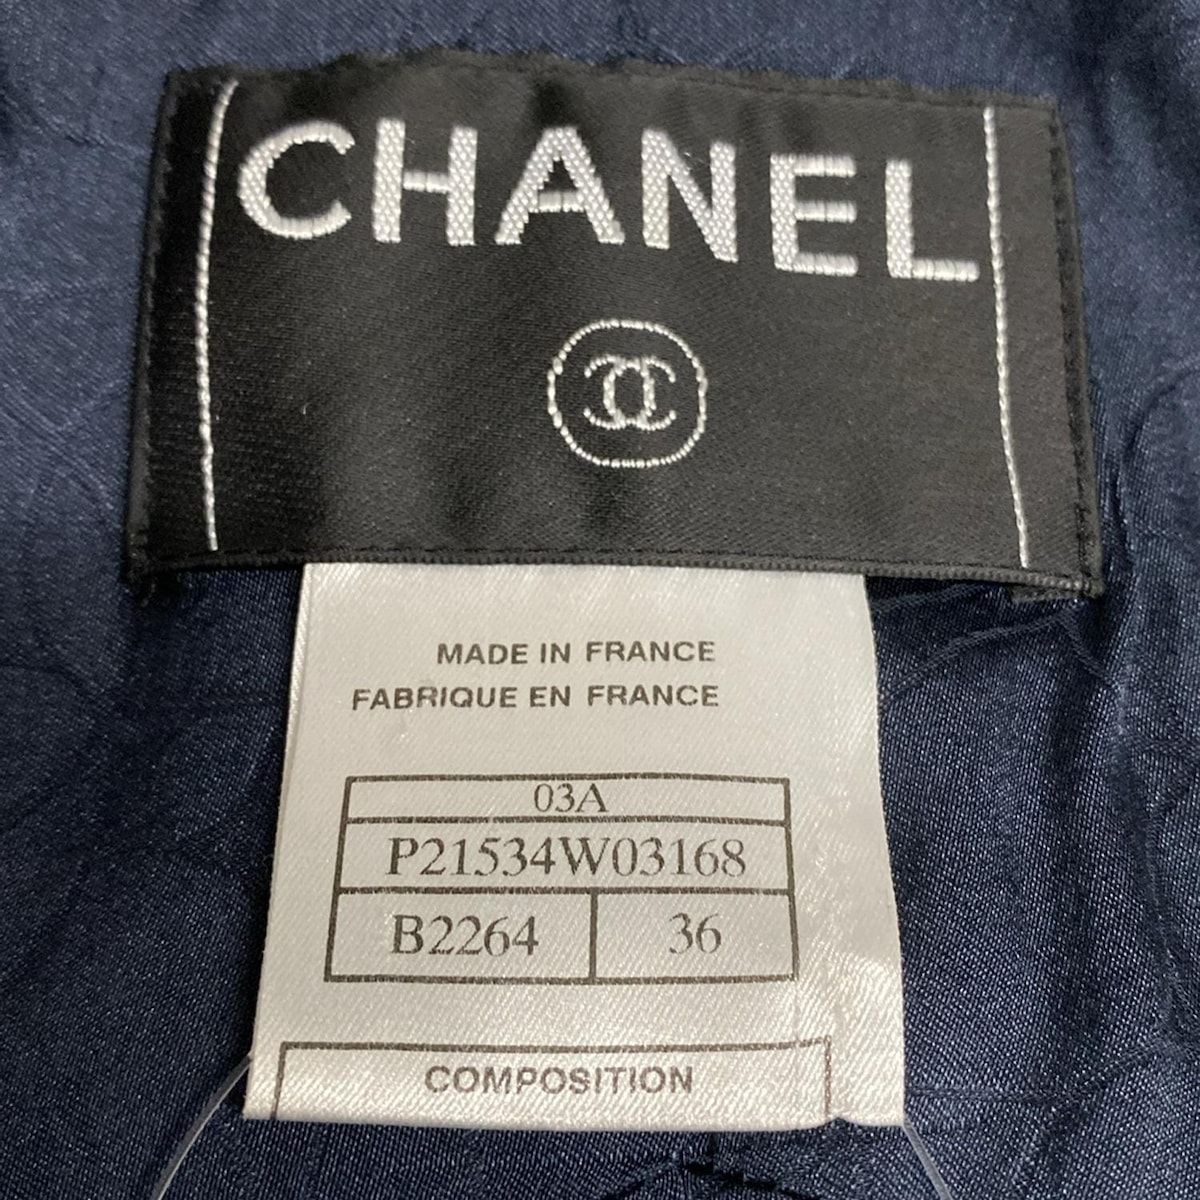 CHANEL
MADE IN FRANCE
FABRIQUE EN FRANCE
03A
P21534W03168
B2264 36
COMPOSITION